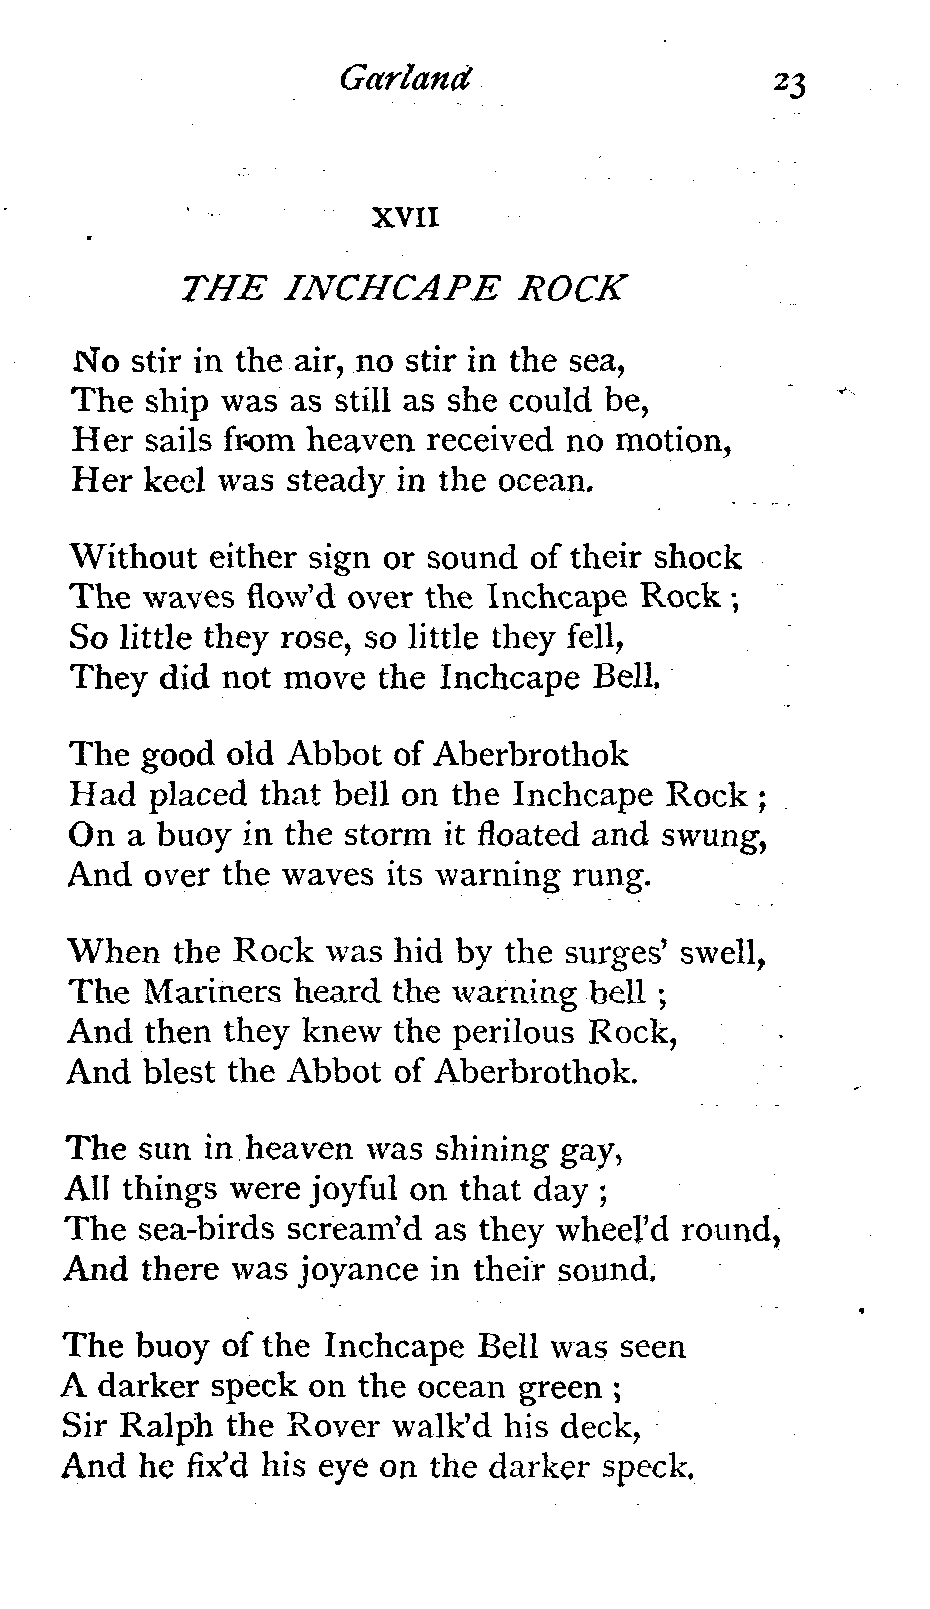 Garland 23
XVII
THE INCHCAPE ROCK
No stir in the air, no stir in the sea,
The ship was as still as she could be,
Her sails from heaven received no motion,
Her keel was steady in the ocean.
Without either sign or sound of their shock
The waves flow'd over the Inchcape Rock ;
So little they rose, so little they fell,
They did not move the Inchcape Bell.
The good old Abbot of Aberbrothok
Had placed that bell on the Inchcape Rock ;
On a buoy in the storm it floated and swung,
And over the waves its warning rung.
When the Rock was hid by the surges' swell,
The Mariners heard the warning bell ;
And then they knew the perilous Rock,
And blest the Abbot of Aberbrothok.
The sun in heaven was shining gay,
All things were joyful on that day ;
The sea-birds scream'd as they wheel'd round,
And there was joyance in their sound.
The buoy of the Inchcape Bell was seen
A darker speck on the ocean green ;
Sir Ralph the Rover walk'd his deck,
And he fix'd his eye on the darker speck.